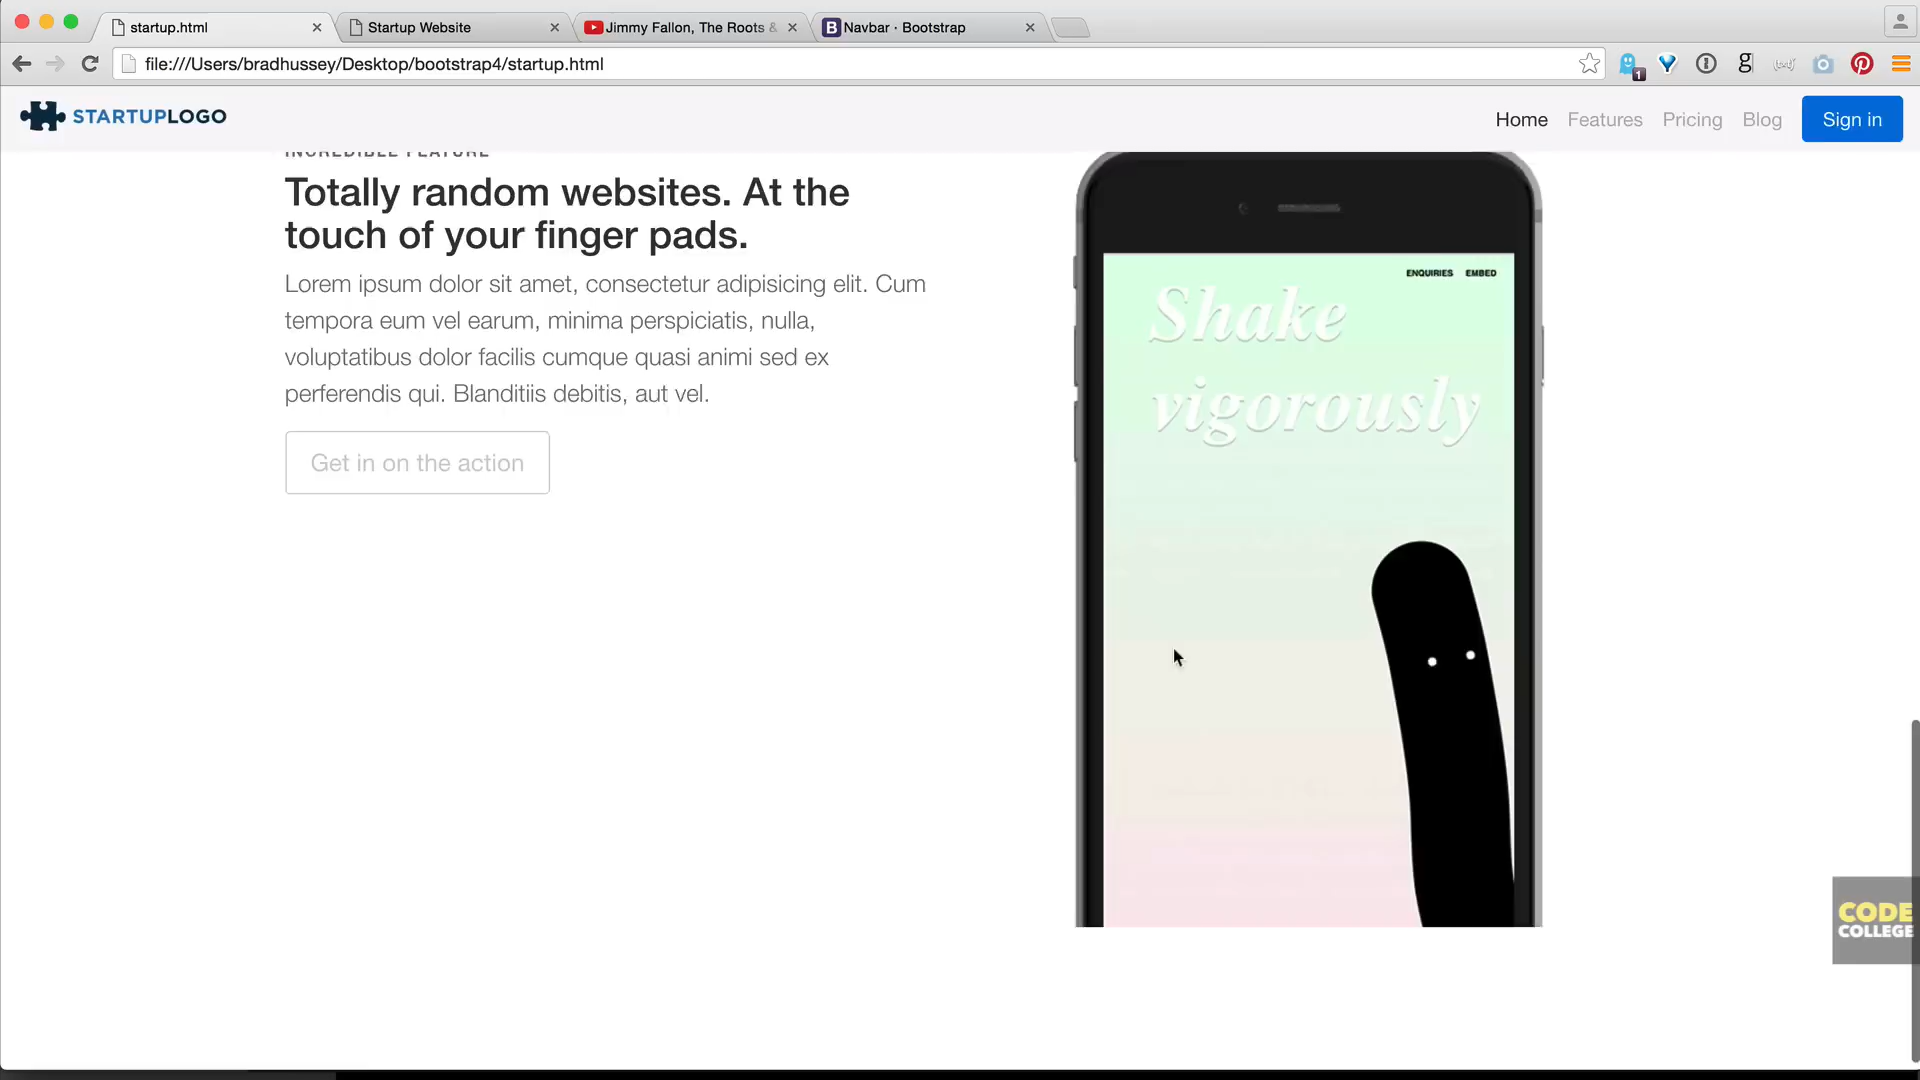 startup.html
Startup Website
Jimmy Fallon, The Roots &
Navbar · Bootstrap
file:///Users/bradhussey/Desktop/bootstrap4/startup.html
1
STARTUPLOGO
Home
Features
Pricing
Blog
Sign in
INCREDIBLE FEATURE
Totally random websites. At the
touch of your finger pads.
Lorem ipsum dolor sit amet, consectetur adipisicing elit. Cum
tempora eum vel earum, minima perspiciatis, nulla,
voluptatibus dolor facilis cumque quasi animi sed ex
perferendis qui. Blanditiis debitis, aut vel.
Get in on the action
ENQUIRIES EMBED
Shake
vigorously
CODE
COLLEGE